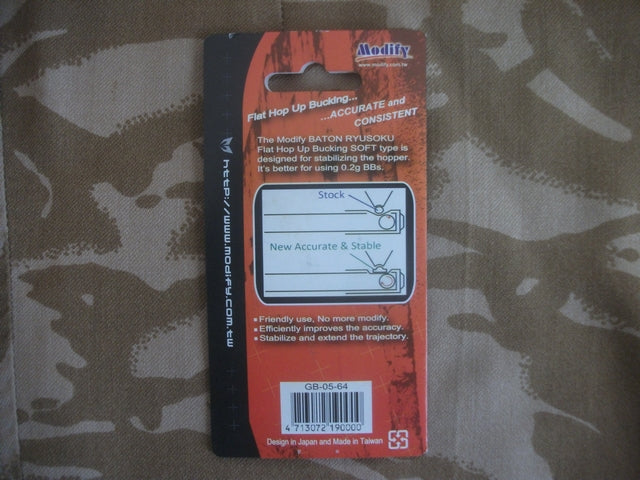 Modify
www.modify.com.tw
Flat Hop Up Bucking...
...ACCURATE and
CONSISTENT
The Modify BATON RYUSOKU
Flat Hop Up Bucking SOFT type is
designed for stabilizing the hopper.
It's better for using 0.2g BBs.
http://www.modify.com.tw
Stock
New Accurate & Stable
Friendly use, No more modify.
Efficiently improves the accuracy.
Stabilize and extend the trajectory.
GB-05-64
4 713072 190000
Design in Japan and Made in Taiwan